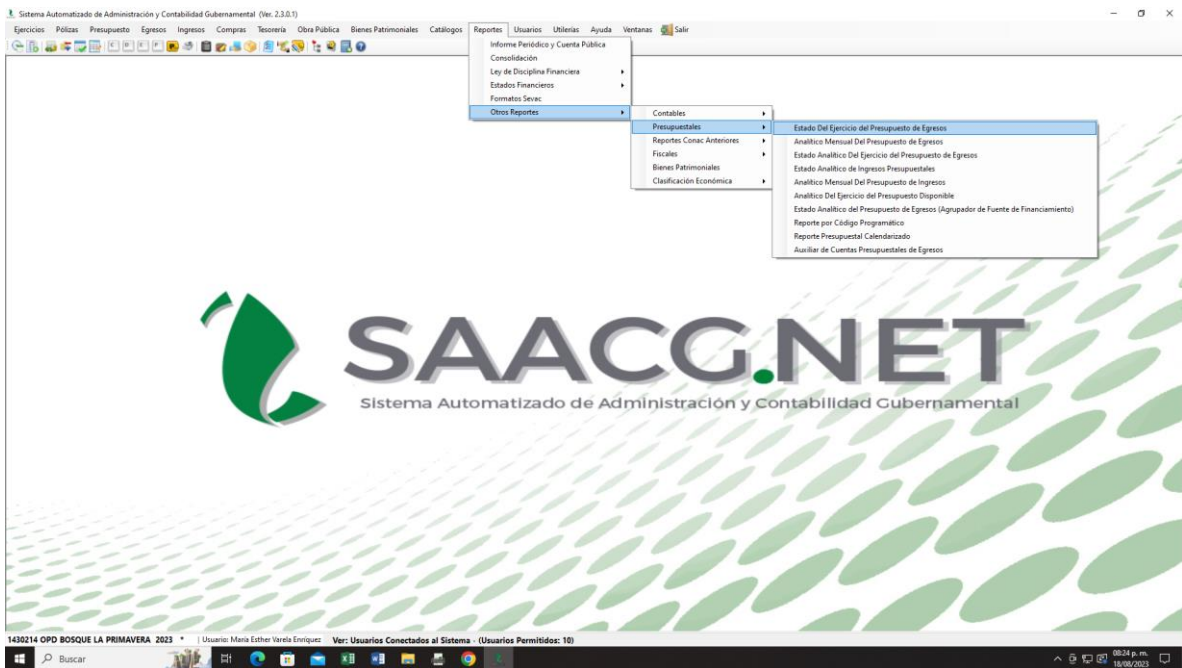 Sistema Automatizado de Administración y Contabilidad Gubernamental (Ver. 2.3.0.1)
Ejercicios Pólizas Presupuesto Egresos Ingresos Compras Tesorería Obra Pública Bienes Patrimoniales Catálogos Reportes Usuarios Utilerías Ayuda Ventanas Salir
Informe Periódico y Cuenta Pública
Consolidación
Ley de Disciplina Financiera
Estados Financieros
Formatos Sevac
Otros Reportes
Contables
Presupuestales
Reportes Conac Anteriores
Fiscales
Bienes Patrimoniales
Clasificación Económica
Estado Del Ejercicio del Presupuesto de Egresos
Analítico Mensual Del Presupuesto de Egresos
Estado Analítico Del Ejercicio del Presupuesto de Egresos
Estado Analítico de Ingresos Presupuestales
Analítico Mensual Del Presupuesto de Ingresos
Analítico Del Ejercicio del Presupuesto Disponible
Estado Analítico del Presupuesto de Egresos (Agrupador de Fuente de Financiamiento)
Reporte por Código Programático
Reporte Presupuestal Calendarizado
Auxiliar de Cuentas Presupuestales de Egresos
SAACG.NET
Sistema Automatizado de Administración y Contabilidad Gubernamental
1430214 OPD BOSQUE LA PRIMAVERA 2023 * | Usuario: María Esther Varela Enríquez Ver: Usuarios Conectados al Sistema - (Usuarios Permitidos: 10)
Buscar
08:24 p. m.
18/08/2023